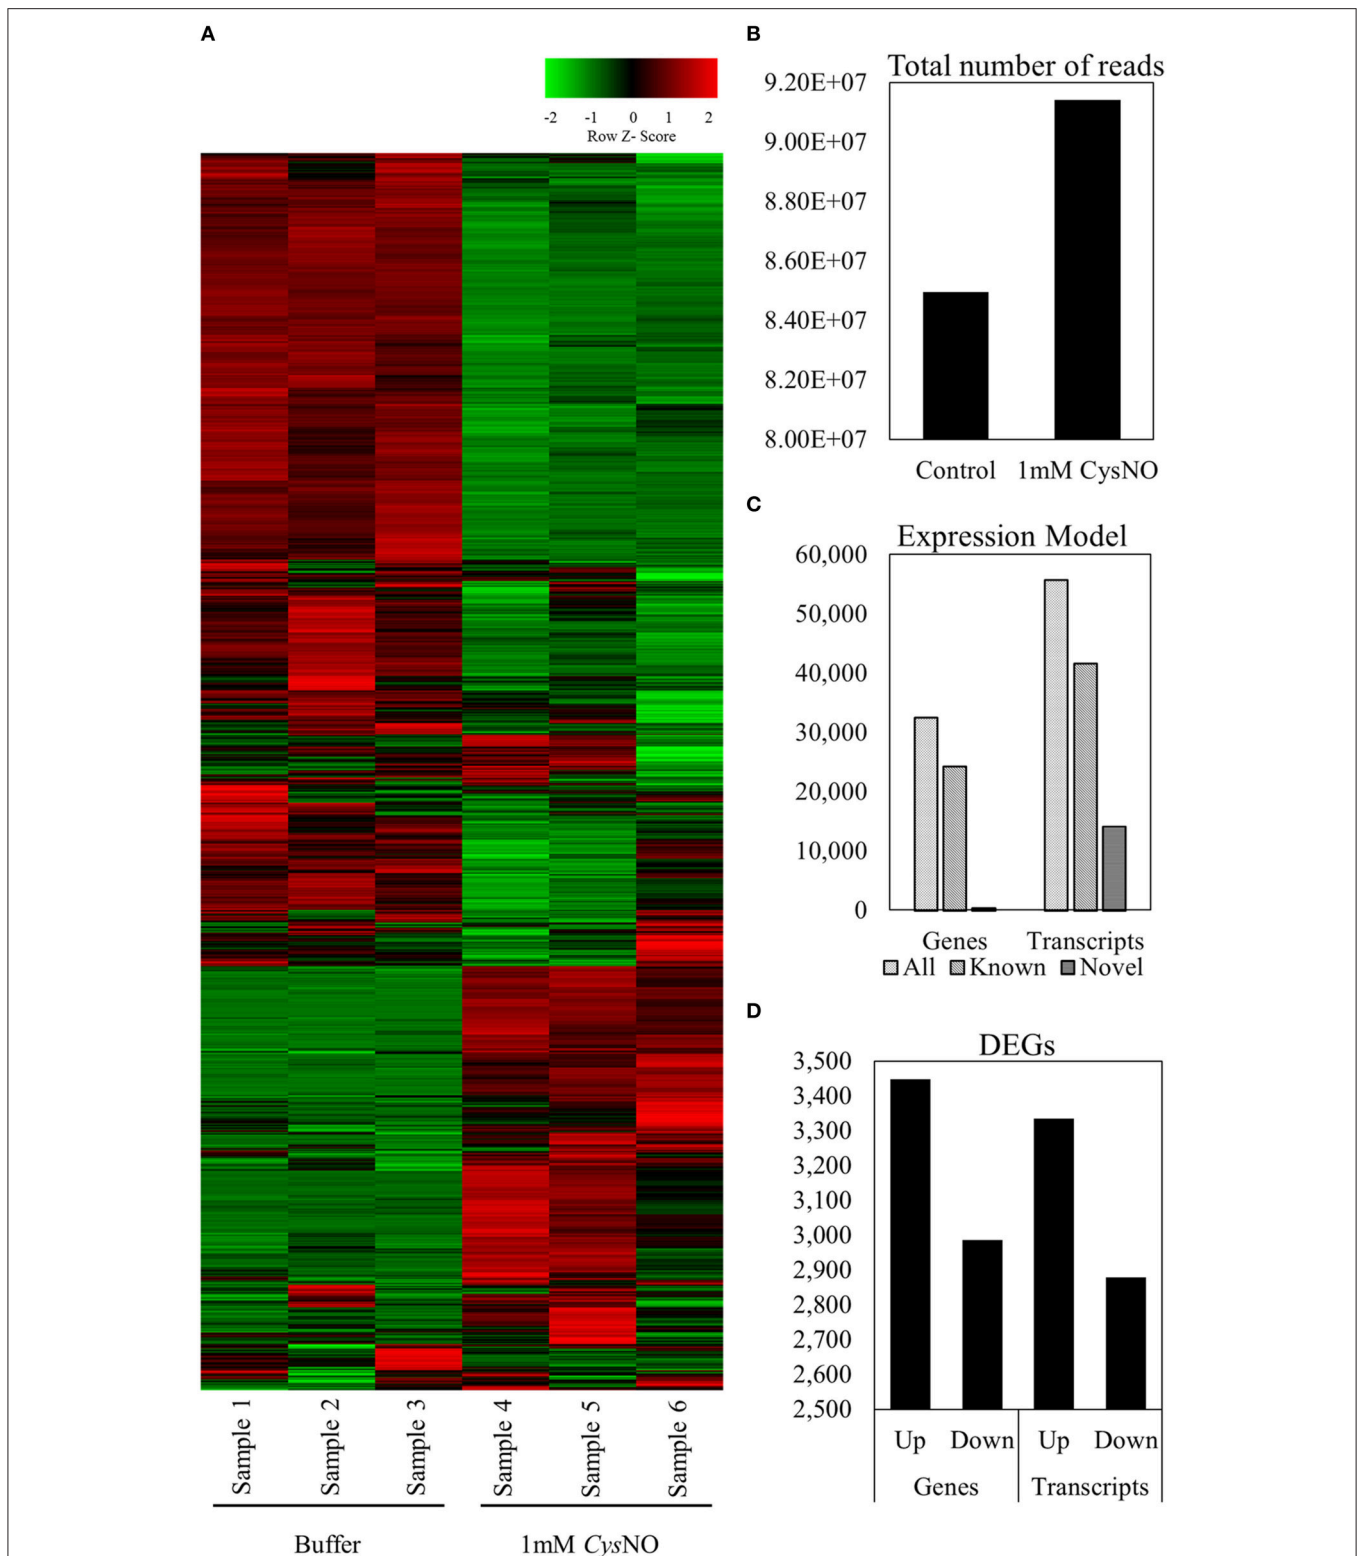 A
-2 -1 0 1 2
Row Z- Score
Sample 1
Sample 2
Sample 3
Sample 4
Sample 5
Sample 6
Buffer
1mM CysNO
B
Total number of reads
9.20E+07
9.00E+07
8.80E+07
8.60E+07
8.40E+07
8.20E+07
8.00E+07
Control 1mM CysNO
C
Expression Model
60,000
50,000
40,000
30,000
20,000
10,000
0
Genes Transcripts
All Known Novel
D
DEGs
3,500
3,400
3,300
3,200
3,100
3,000
2,900
2,800
2,700
2,600
2,500
Up Down Up Down
Genes Transcripts